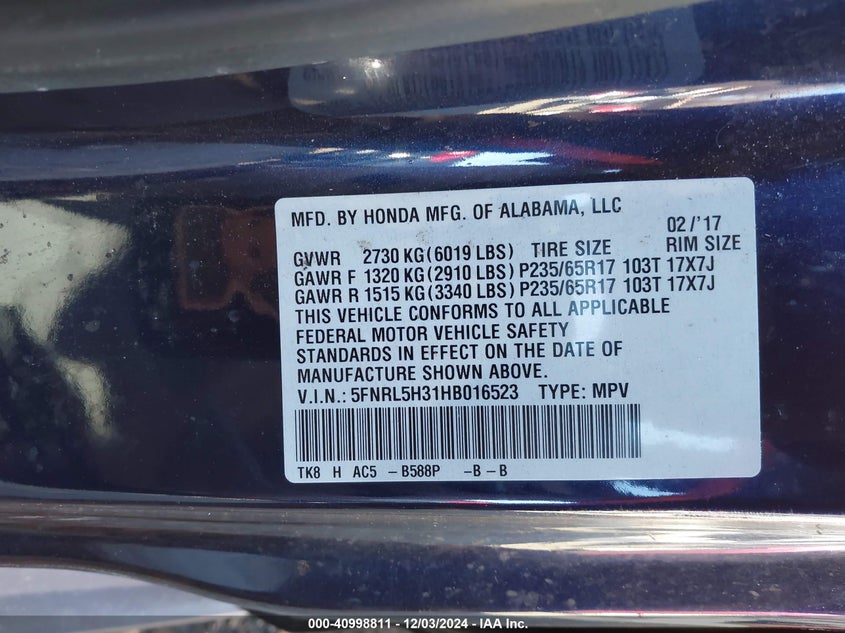 MFD. BY HONDA MFG. OF ALABAMA, LLC
02/'17
GVWR 2730 KG(6019 LBS) TIRE SIZE RIM SIZE
GAWR F 1320 KG(2910 LBS) P235/65R17 103T 17X7J
GAWR R 1515 KG(3340 LBS) P235/65R17 103T 17X7J
THIS VEHICLE CONFORMS TO ALL APPLICABLE
FEDERAL MOTOR VEHICLE SAFETY
STANDARDS IN EFFECT ON THE DATE OF
MANUFACTURE SHOWN ABOVE.
V.I.N.: 5FNRL5H31HB016523 TYPE: MPV
TK8 H AC5 -B588P -B-B
000-40998811 - 12/03/2024 - IAA Inc.